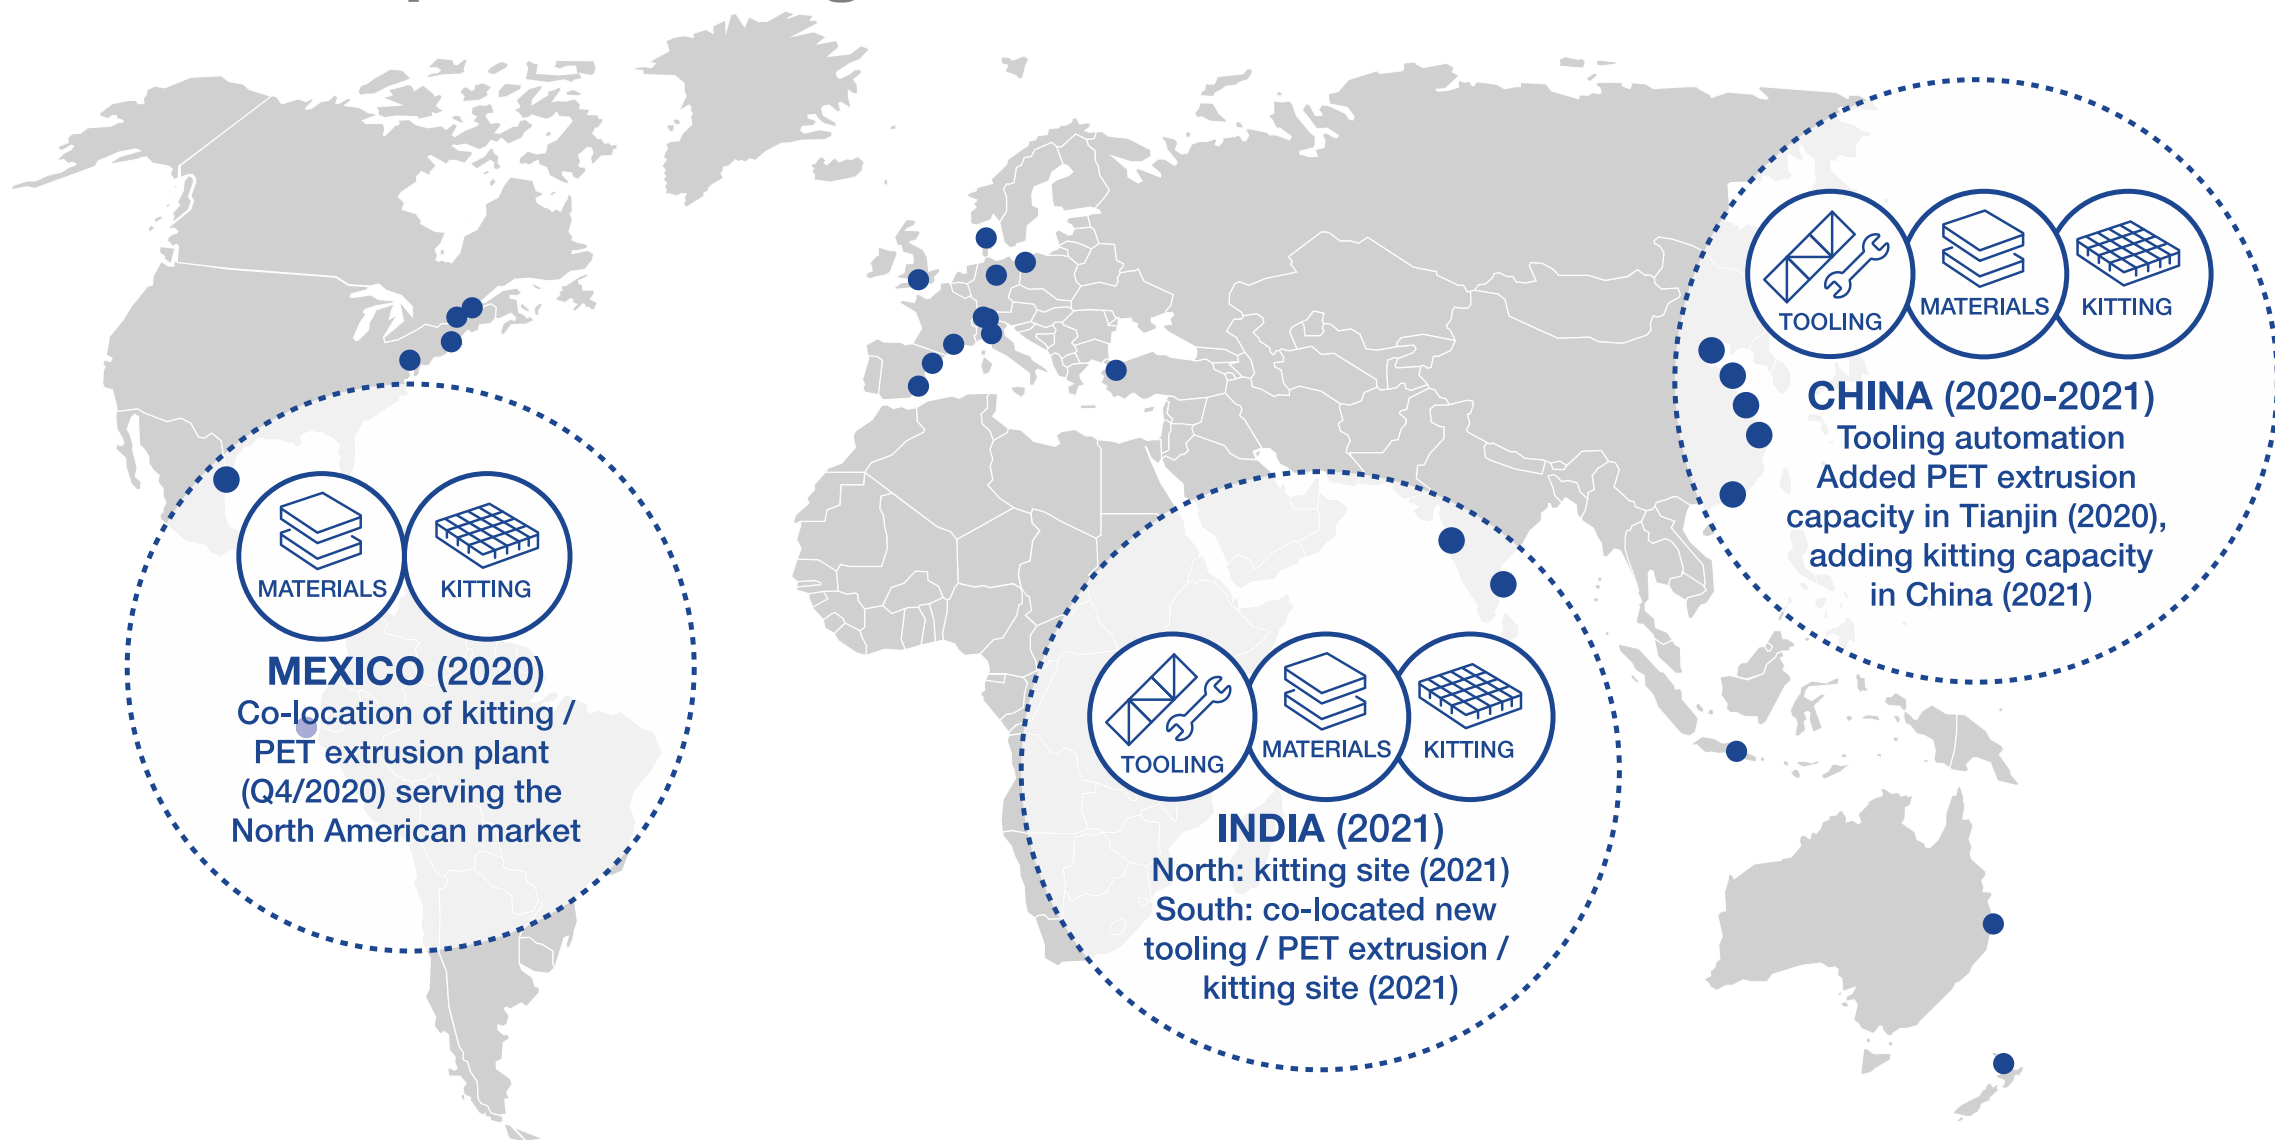 TOOLING
MATERIALS
KITTING
CHINA (2020-2021)
Tooling automation
Added PET extrusion
capacity in Tianjin (2020),
adding kitting capacity
in China (2021)
MATERIALS
KITTING
MEXICO (2020)
Co-location of kitting /
PET extrusion plant
(Q4/2020) serving the
North American market
TOOLING
MATERIALS
KITTING
INDIA (2021)
North: kitting site (2021)
South: co-located new
tooling / PET extrusion /
kitting site (2021)